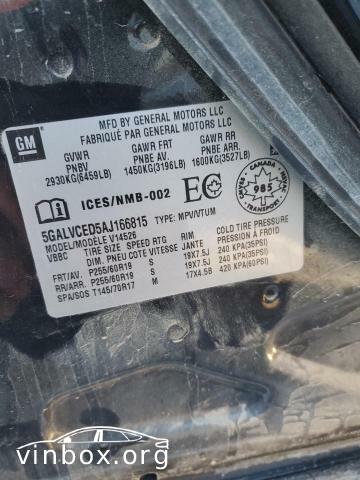 GM
MFD BY GENERAL MOTORS LLC
FABRIQUÉ PAR GENERAL MOTORS LLC
GVWR GAWR FRT GAWR RR
PNBV PNBE AV. PNBE ARR.
2930KG(6459LB) 1450KG(3196LB) 1600KG(3527LB)
ICES/NMB-002 EC
CANADA 985 TRANSPORT
5GALVCED5AJ166815 TYPE: MPV/VTUM
MODEL/MODÈLE V14526 COLD TIRE PRESSURE
VBBC TIRE SIZE SPEED RTG RIM PRESSION À FROID
DIM. PNEU COTE VITESSE JANTE
FRT/AV. P255/60R19 S 19X7.5J 240 KPA(35PSI)
RR/ARR. P255/60R19 S 19X7.5J 240 KPA(35PSI)
SPA/SOS T145/70R17 M 17X4.5B 420 KPA(60PSI)
vinbox.org